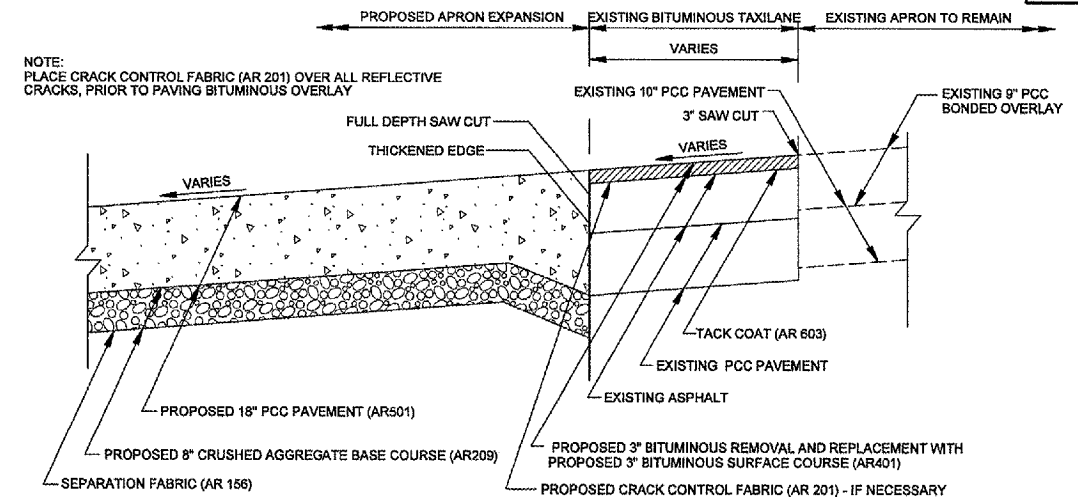 PROPOSED APRON EXPANSION
EXISTING BITUMINOUS TAXILANE
EXISTING APRON TO REMAIN
VARIES
NOTE:
PLACE CRACK CONTROL FABRIC (AR 201) OVER ALL REFLECTIVE
CRACKS, PRIOR TO PAVING BITUMINOUS OVERLAY
EXISTING 10" PCC PAVEMENT
EXISTING 9" PCC
BONDED OVERLAY
3" SAW CUT
FULL DEPTH SAW CUT
THICKENED EDGE
VARIES
VARIES
TACK COAT (AR 603)
EXISTING PCC PAVEMENT
EXISTING ASPHALT
PROPOSED 18" PCC PAVEMENT (AR501)
PROPOSED 3" BITUMINOUS REMOVAL AND REPLACEMENT WITH
PROPOSED 3" BITUMINOUS SURFACE COURSE (AR401)
PROPOSED 8" CRUSHED AGGREGATE BASE COURSE (AR209)
SEPARATION FABRIC (AR 156)
PROPOSED CRACK CONTROL FABRIC (AR 201) - IF NECESSARY